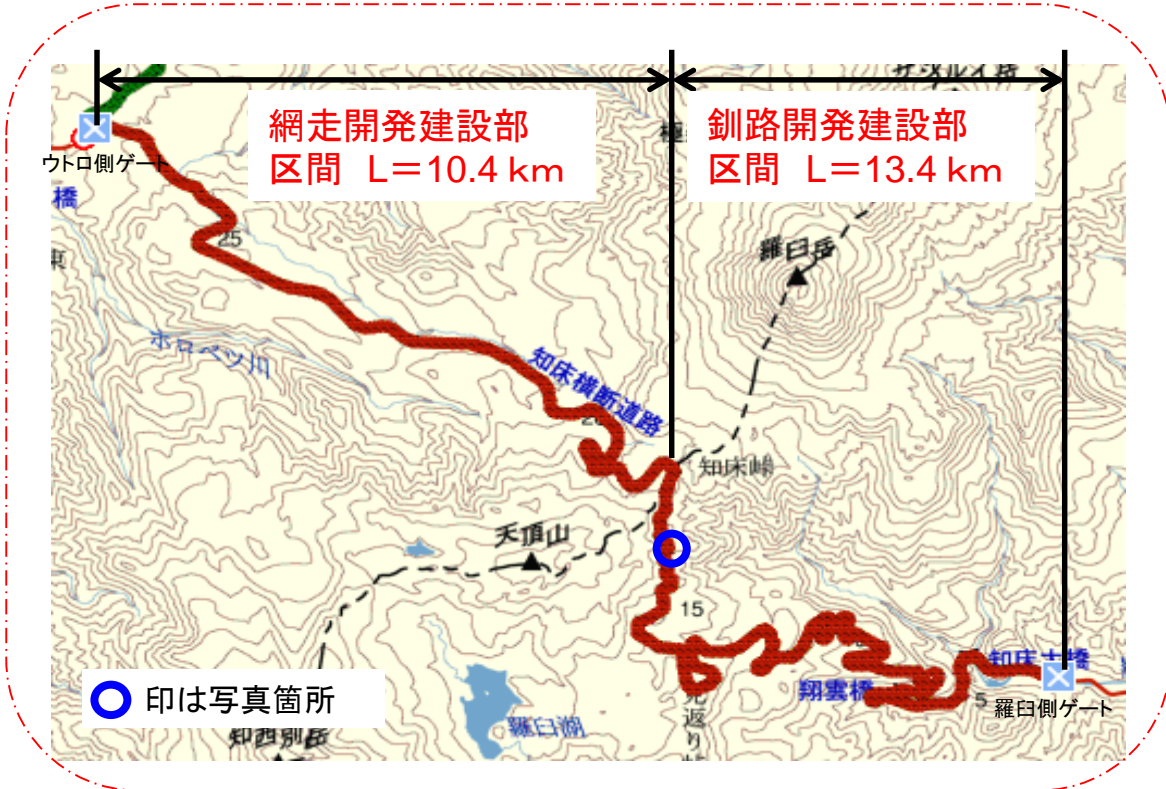 網走開発建設部
区間 L＝10.4 km
釧路開発建設部
区間 L＝13.4 km
ウトロ側ゲート
橋
東
25
羅臼岳
ホロベツ川
知床横断道路
知床峠
天頂山
15
知床大橋
翔雲橋
5
羅臼側ゲート
印は写真箇所
知西別岳
羅臼湖